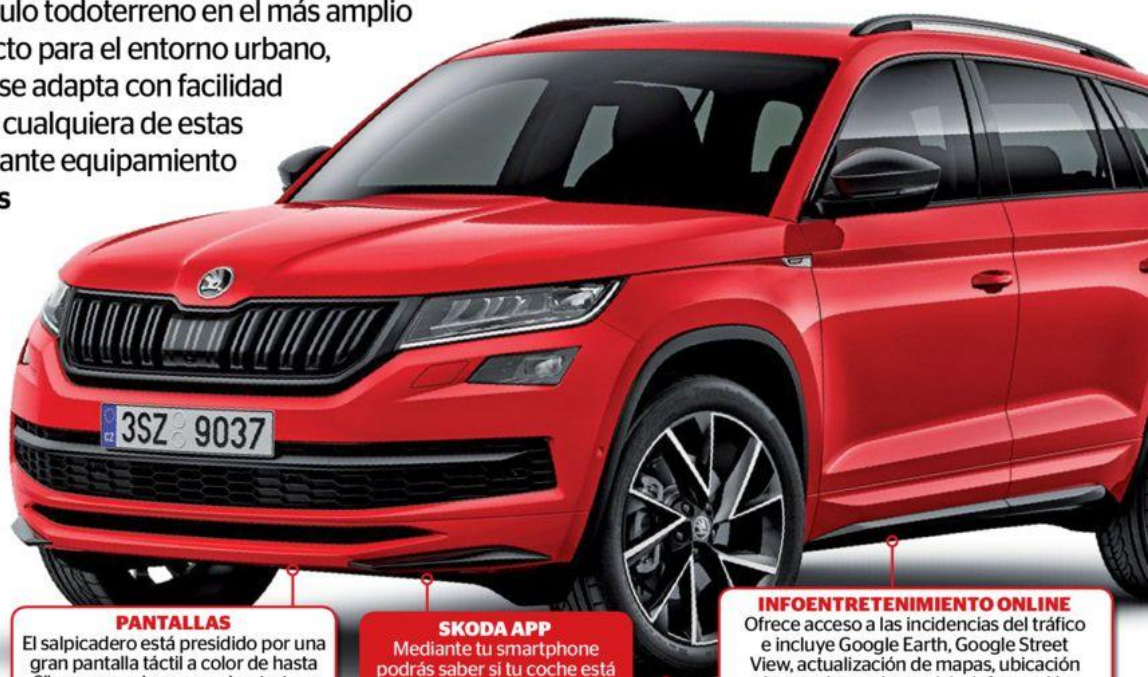 ulo todoterreno en el más amplio
cto para el entorno urbano,
se adapta con facilidad
cualquiera de estas
ante equipamiento
s
3SZ 9037
CZ
PANTALLAS
El salpicadero está presidido por una
gran pantalla táctil a color de hasta
SKODA APP
Mediante tu smartphone
podrás saber si tu coche está
INFOENTRETENIMIENTO ONLINE
Ofrece acceso a las incidencias del tráfico
e incluye Google Earth, Google Street
View, actualización de mapas, ubicación